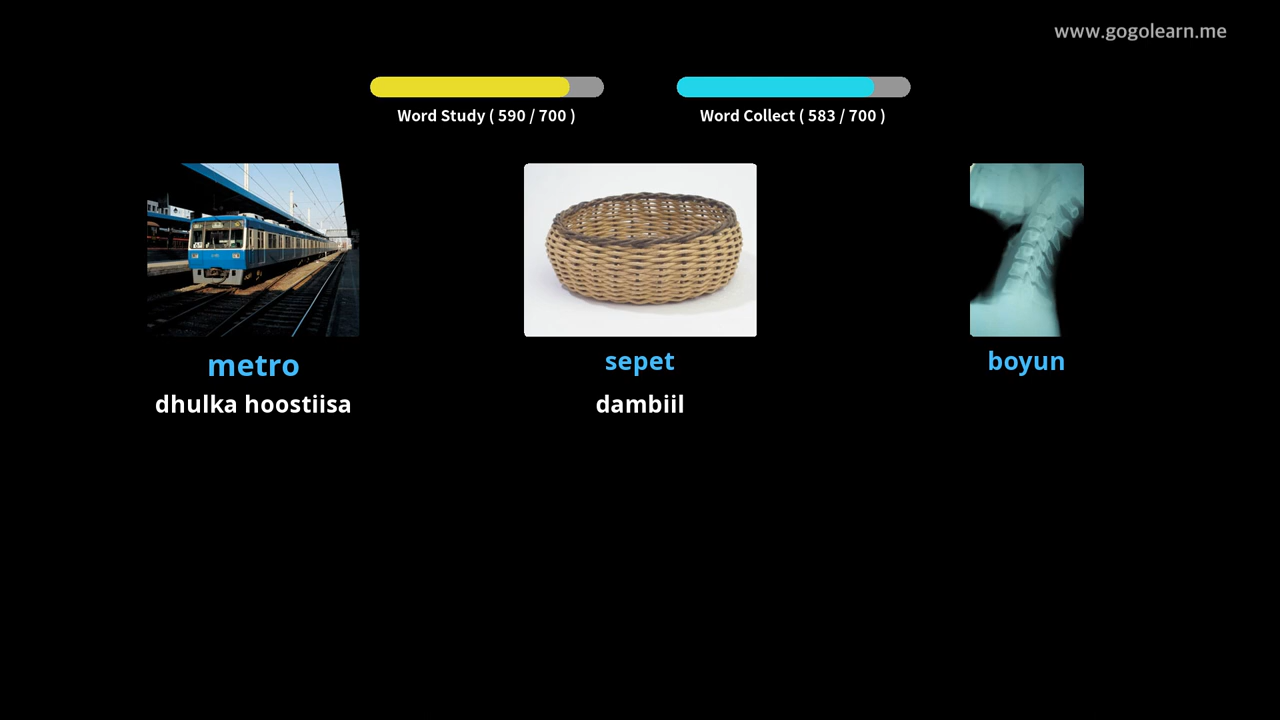 www.gogolearn.me
Word Study ( 590 / 700 )
Word Collect ( 583 / 700 )
metro
sepet
boyun
dhulka hoostiisa
dambiil